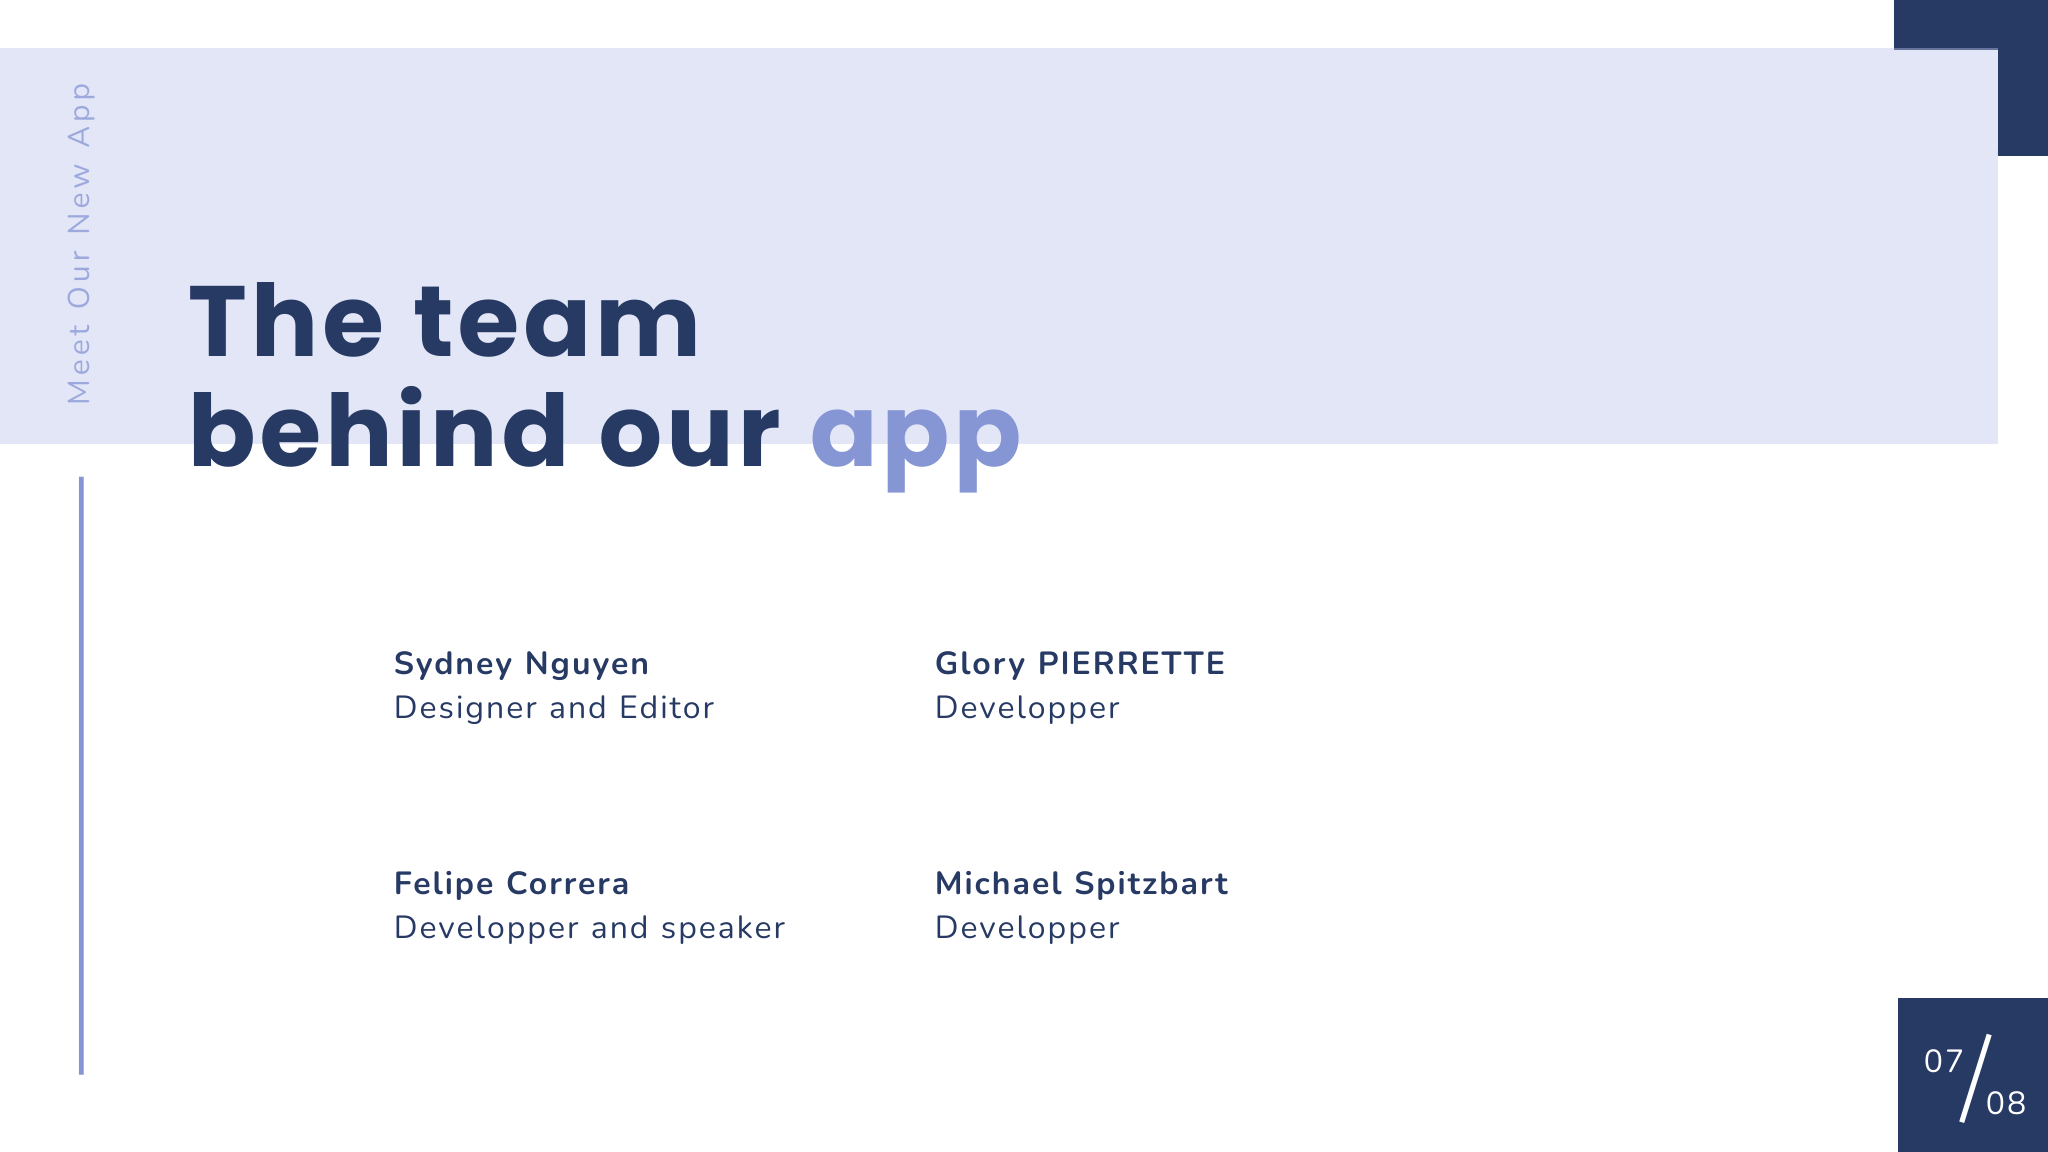 Meet Our New App
The team
behind our app
Sydney Nguyen
Designer and Editor
Glory PIERRETTE
Developper
Felipe Correra
Developper and speaker
Michael Spitzbart
Developper
07/08